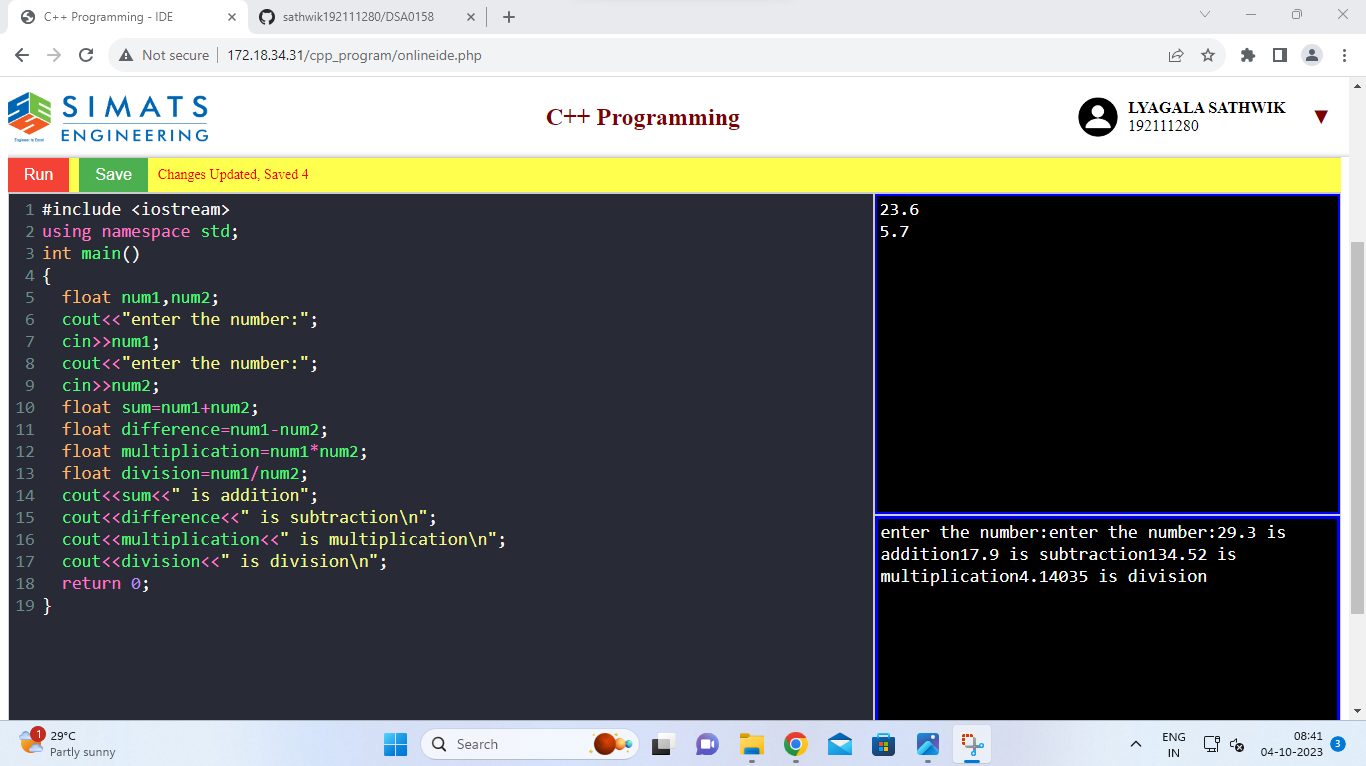 C++ Programming - IDE
sathwik192111280/DSA0158
Not secure
172.18.34.31/cpp_program/onlineide.php
SIMATS
ENGINEERING
Engineer to Excel
C++ Programming
LYAGALA SATHWIK
192111280
Run
Save
Changes Updated, Saved 4
1 #include <iostream>
2 using namespace std;
3 int main()
4 {
5   float num1,num2;
6   cout<<"enter the number:";
7   cin>>num1;
8   cout<<"enter the number:";
9   cin>>num2;
10   float sum=num1+num2;
11   float difference=num1-num2;
12   float multiplication=num1*num2;
13   float division=num1/num2;
14   cout<<sum<<" is addition";
15   cout<<difference<<" is subtraction\n";
16   cout<<multiplication<<" is multiplication\n";
17   cout<<division<<" is division\n";
18   return 0;
19 }
23.6
5.7
enter the number:enter the number:29.3 is
addition17.9 is subtraction134.52 is
multiplication4.14035 is division
1
29°C
Partly sunny
Search
ENG
IN
08:41
04-10-2023
3